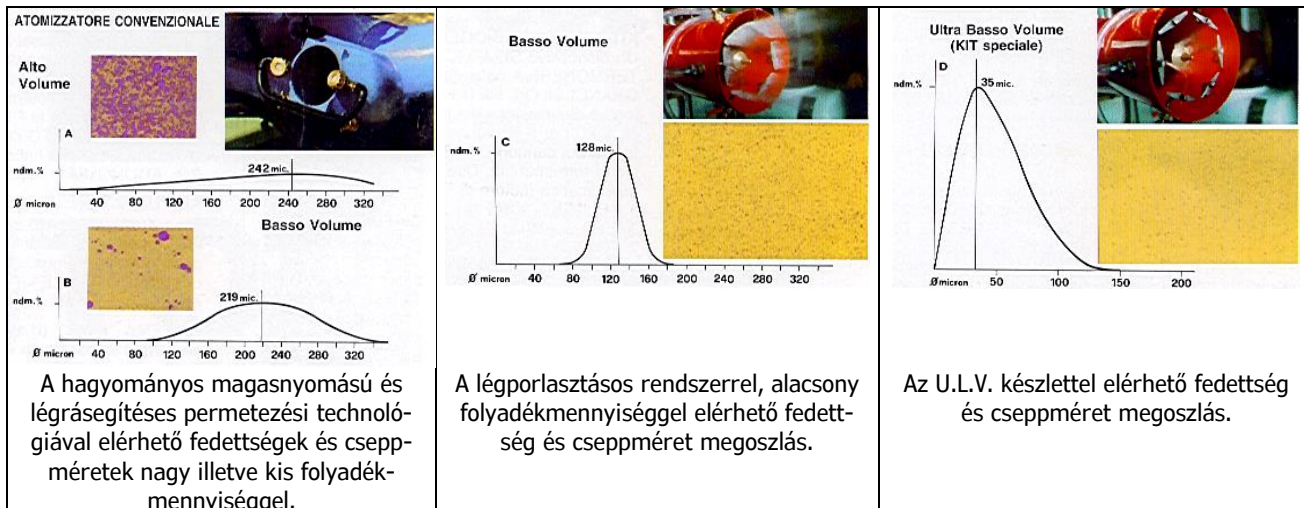 ATOMIZZATORE CONVENZIONALE
Alto
Volume
A
ndm.%
242 mic.
40 80 120 160 200 240 280 320
Ø micron
Basso Volume
B
ndm.%
219 mic.
Ø micron 40 80 120 160 200 240 280 320
A hagyományos magasnyomású és
légrásegítéses permetezési technoló-
giával elérhető fedettségek és csepp-
méretek nagy illetve kis folyadék-
mennyiséggel.
Basso Volume
C
128 mic.
ndm.%
Ø micron 40 80 120 160 200 240 280 320
A légporlasztásos rendszerrel, alacsony
folyadékmennyiséggel elérhető fedett-
ség és cseppméret megoszlás.
Ultra Basso Volume
(KIT speciale)
D
35 mic.
ndm.%
50 100 150 200
Ø micron
Az U.L.V. készlettel elérhető fedettség
és cseppméret megoszlás.